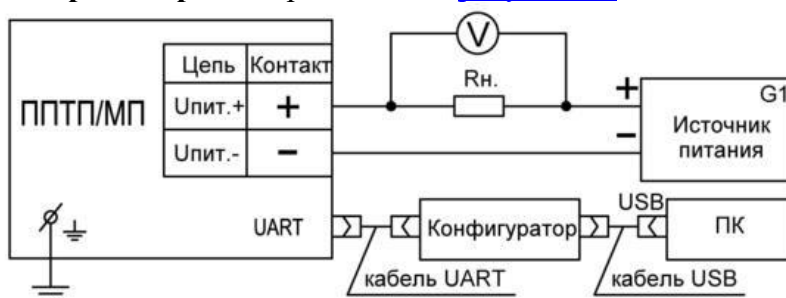 V
Цепь Контакт
Rн.
+
G1
ППТП/МП
Uпит.+ +
Источник
питания
Uпит.- −
−
USB
UART
Конфигуратор
ПК
кабель UART
кабель USB